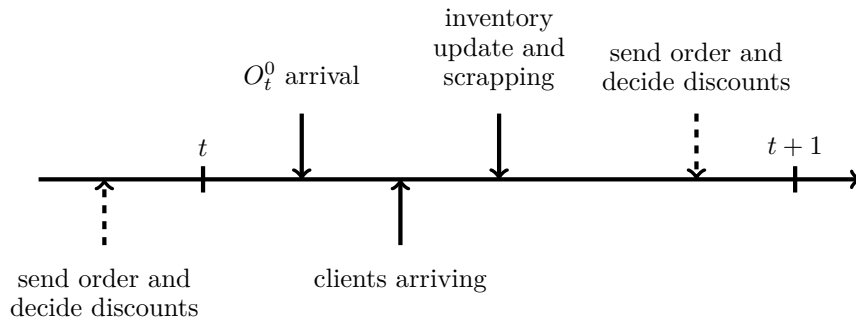 inventory
update and
scrapping
send order and
decide discounts
$O_t^0$ arrival
t
t + 1
send order and
decide discounts
clients arriving